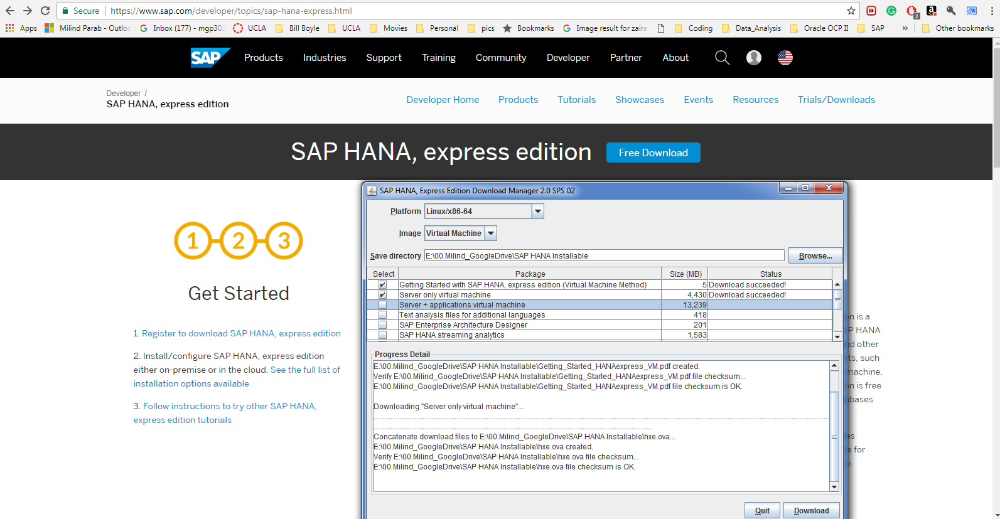 Secure
https://www.sap.com/developer/topics/sap-hana-express.html
2
Apps
Milind Parab - Outloo
Inbox (177) - mgp302
UCLA
Bill Boyle
UCLA
Movies
Personal
pics
Bookmarks
Image result for zaira
Coding
Data_Analysis
Oracle OCP II
SAP
»
Other bookmarks
SAP
Products
Industries
Support
Training
Community
Developer
Partner
About
Developer /
SAP HANA, express edition
Developer Home
Products
Tutorials
Showcases
Events
Resources
Trials/Downloads
SAP HANA, express edition
Free Download
1 2 3
Get Started
1. Register to download SAP HANA, express edition
2. Install/configure SAP HANA, express edition
either on-premise or in the cloud. See the full list of
installation options available
3. Follow instructions to try other SAP HANA,
express edition tutorials
SAP HANA, Express Edition Download Manager 2.0 SPS 02
Platform Linux/x86-64
Image Virtual Machine
Save directory E:\00.Milind_GoogleDrive\SAP HANA Installable Browse...
Select Package Size (MB) Status
Getting Started with SAP HANA, express edition (Virtual Machine Method) 5 Download succeeded!
Server only virtual machine 4,430 Download succeeded!
Server + applications virtual machine 13,239
Text analysis files for additional languages 418
SAP Enterprise Architecture Designer 201
SAP HANA streaming analytics 1,583
Progress Detail
E:\00.Milind_GoogleDrive\SAP HANA Installable\Getting_Started_HANAexpress_VM.pdf created.
Verify E:\00.Milind_GoogleDrive\SAP HANA Installable\Getting_Started_HANAexpress_VM.pdf file checksum...
E:\00.Milind_GoogleDrive\SAP HANA Installable\Getting_Started_HANAexpress_VM.pdf file checksum is OK.
Downloading "Server only virtual machine"...
Concatenate download files to E:\00.Milind_GoogleDrive\SAP HANA Installable\hxe.ova...
E:\00.Milind_GoogleDrive\SAP HANA Installable\hxe.ova created.
Verify E:\00.Milind_GoogleDrive\SAP HANA Installable\hxe.ova file checksum...
E:\00.Milind_GoogleDrive\SAP HANA Installable\hxe.ova file checksum is OK.
Quit
Download
n is a
P HANA
d other
ts, such
machine.
n is free
bases
es
e for
e.